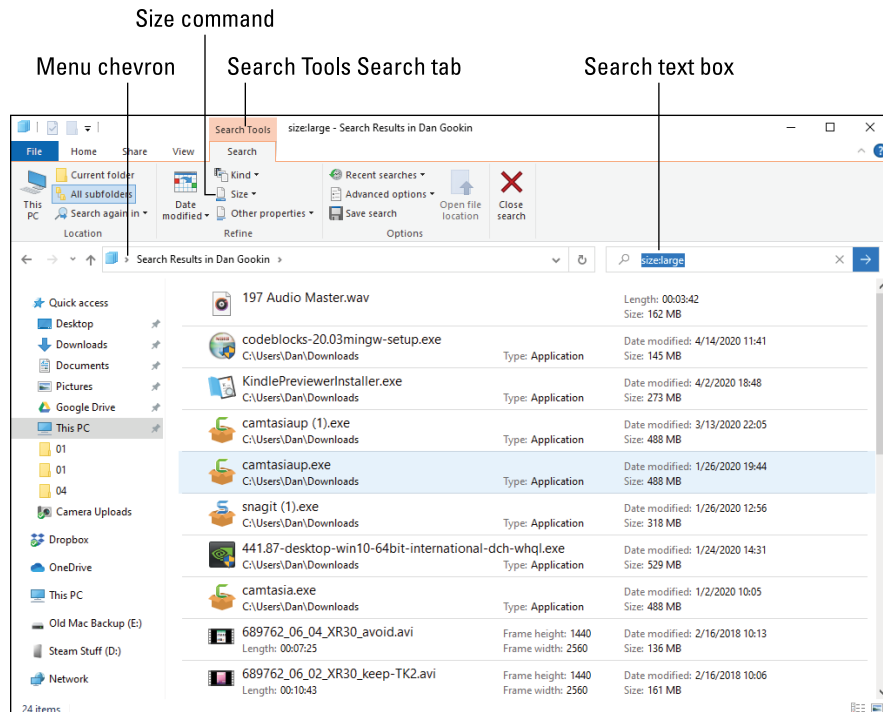 Size command
Menu chevron
Search Tools Search tab
Search text box
Search Tools
size:large - Search Results in Dan Gookin
File
Home
Share
View
Search
This PC
Current folder
All subfolders
Search again in
Location
Date modified
Kind
Size
Other properties
Refine
Recent searches
Advanced options
Save search
Options
Open file location
Close search
Search Results in Dan Gookin
size:large
Quick access
Desktop
Downloads
Documents
Pictures
Google Drive
This PC
01
01
04
Camera Uploads
Dropbox
OneDrive
This PC
Old Mac Backup (E:)
Steam Stuff (D:)
Network
197 Audio Master.wav
Length: 00:03:42
Size: 162 MB
codeblocks-20.03mingw-setup.exe
C:\Users\Dan\Downloads
Type: Application
Date modified: 4/14/2020 11:41
Size: 145 MB
KindlePreviewerInstaller.exe
C:\Users\Dan\Downloads
Type: Application
Date modified: 4/2/2020 18:48
Size: 273 MB
camtasiaup (1).exe
C:\Users\Dan\Downloads
Type: Application
Date modified: 3/13/2020 22:05
Size: 488 MB
camtasiaup.exe
C:\Users\Dan\Downloads
Type: Application
Date modified: 1/26/2020 19:44
Size: 488 MB
snagit (1).exe
C:\Users\Dan\Downloads
Type: Application
Date modified: 1/26/2020 12:56
Size: 318 MB
441.87-desktop-win10-64bit-international-dch-whql.exe
C:\Users\Dan\Downloads
Type: Application
Date modified: 1/24/2020 14:31
Size: 529 MB
camtasia.exe
C:\Users\Dan\Downloads
Type: Application
Date modified: 1/2/2020 10:05
Size: 488 MB
689762_06_04_XR30_avoid.avi
Length: 00:07:25
Frame height: 1440
Frame width: 2560
Date modified: 2/16/2018 10:13
Size: 136 MB
689762_06_02_XR30_keep-TK2.avi
Length: 00:10:43
Frame height: 1440
Frame width: 2560
Date modified: 2/16/2018 10:06
Size: 161 MB
24 items